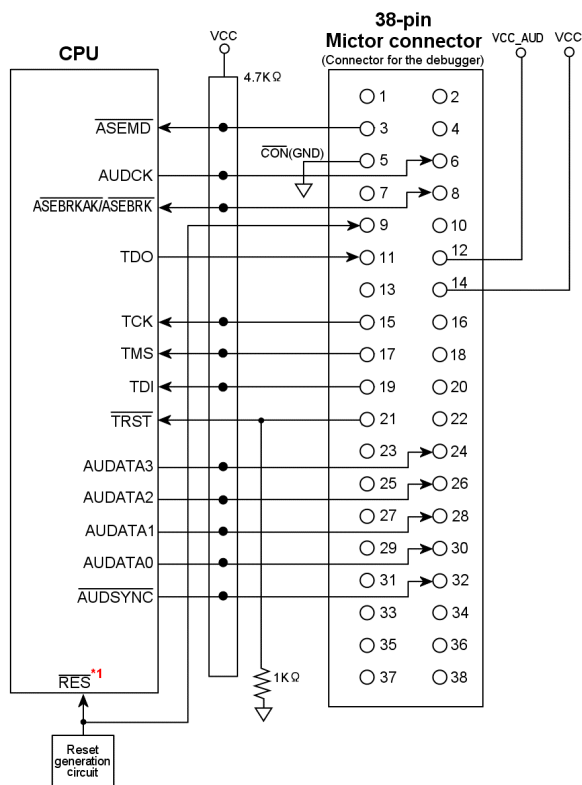 38-pin
Mictor connector
(Connector for the debugger)
VCC_AUD
VCC
CPU
VCC
4.7KΩ
1 2
ASEMD 3 4
CON(GND) 5 6
AUDCK
7 8
ASEBRKAK/ASEBRK
9 10
TDO 11 12
13 14
TCK 15 16
TMS 17 18
TDI 19 20
TRST 21 22
23 24
AUDATA3
25 26
AUDATA2
27 28
AUDATA1
29 30
AUDATA0
31 32
AUDSYNC
33 34
35 36
37 38
1KΩ
RES*1
Reset
generation
circuit